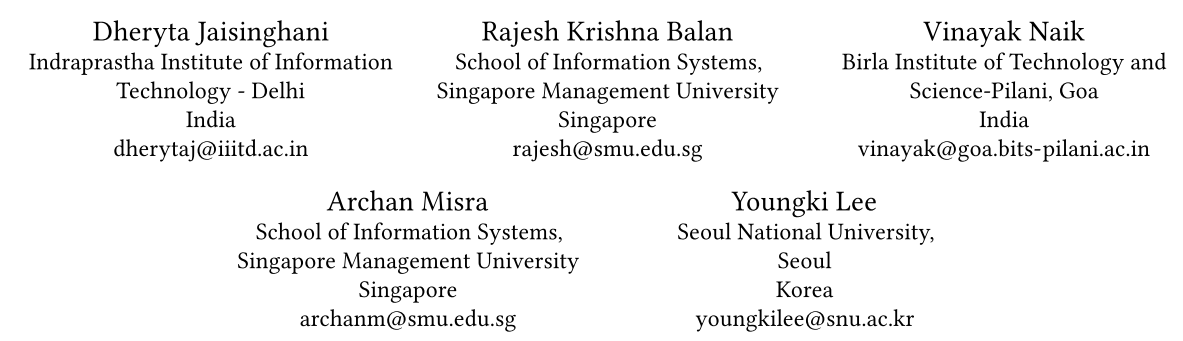 Dheryta Jaisinghani
Indraprastha Institute of Information
Technology - Delhi
India
dherytaj@iiitd.ac.in
Rajesh Krishna Balan
School of Information Systems,
Singapore Management University
Singapore
rajesh@smu.edu.sg
Vinayak Naik
Birla Institute of Technology and
Science-Pilani, Goa
India
vinayak@goa.bits-pilani.ac.in
Archan Misra
School of Information Systems,
Singapore Management University
Singapore
archanm@smu.edu.sg
Youngki Lee
Seoul National University,
Seoul
Korea
youngkilee@snu.ac.kr